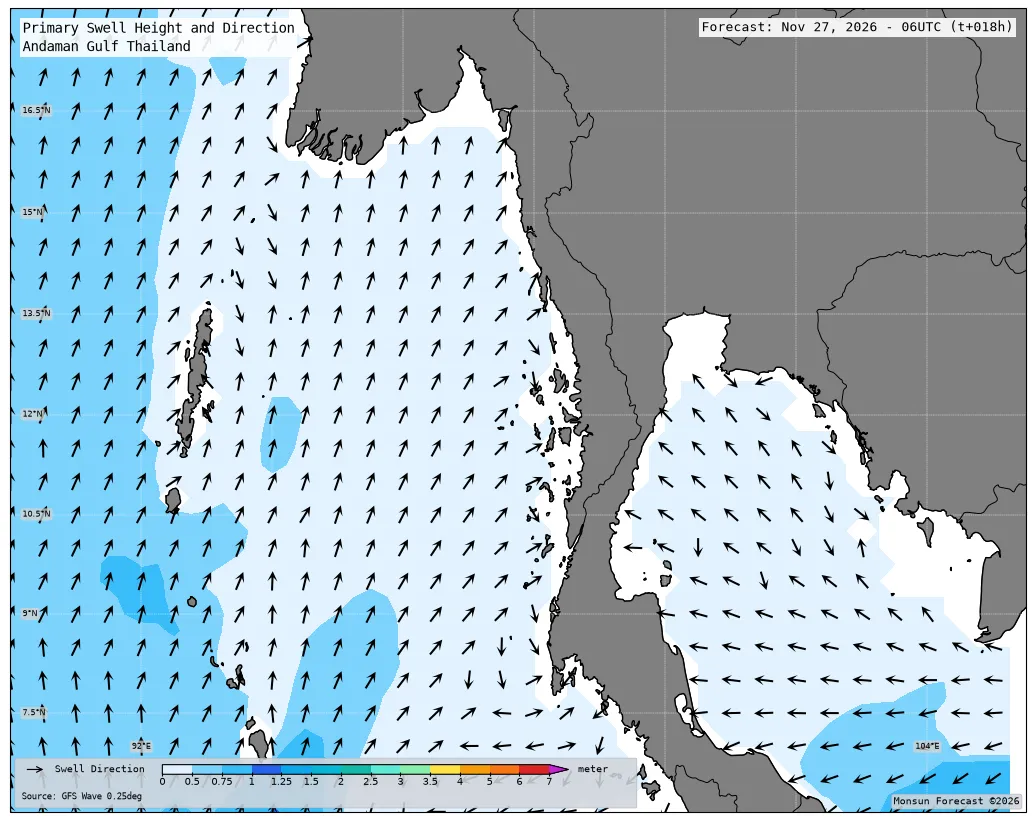 Primary Swell Height and Direction
Andaman Gulf Thailand
Forecast: Nov 27, 2026 - 06UTC (t+018h)
16.5°N
15°N
13.5°N
12°N
10.5°N
9°N
7.5°N
92°E
104°E
Swell Direction
0 0.5 0.75 1 1.25 1.5 2 2.5 3 3.5 4 5 6 7
meter
Source: GFS Wave 0.25deg
Monsun Forecast ©2026